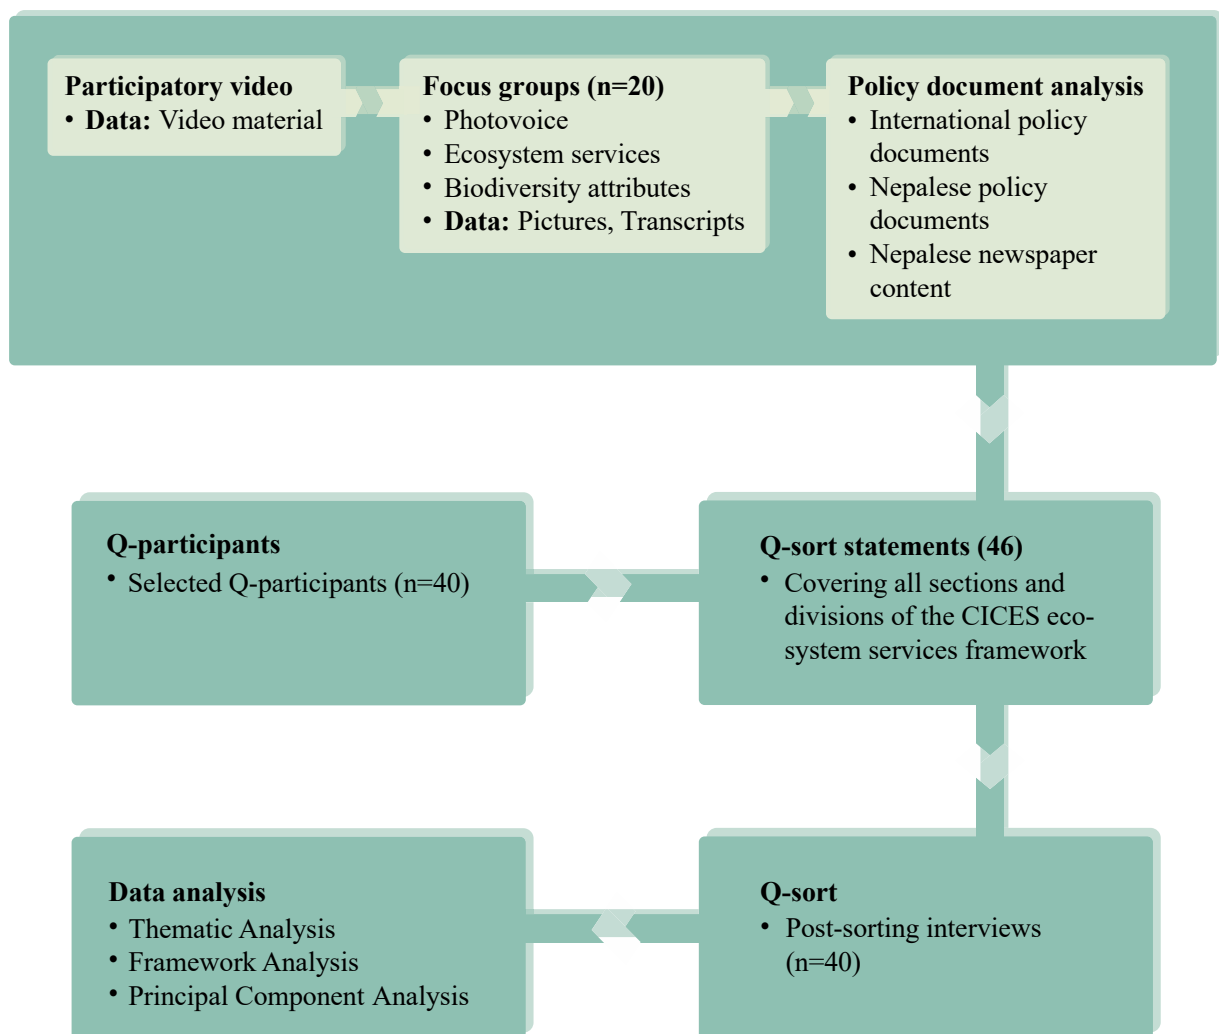 Participatory video
• Data: Video material
Focus groups (n=20)
• Photovoice
• Ecosystem services
• Biodiversity attributes
• Data: Pictures, Transcripts
Policy document analysis
• International policy
documents
• Nepalese policy
documents
• Nepalese newspaper
content
Q-participants
• Selected Q-participants (n=40)
Q-sort statements (46)
• Covering all sections and
divisions of the CICES eco-
system services framework
Data analysis
• Thematic Analysis
• Framework Analysis
• Principal Component Analysis
Q-sort
• Post-sorting interviews
(n=40)